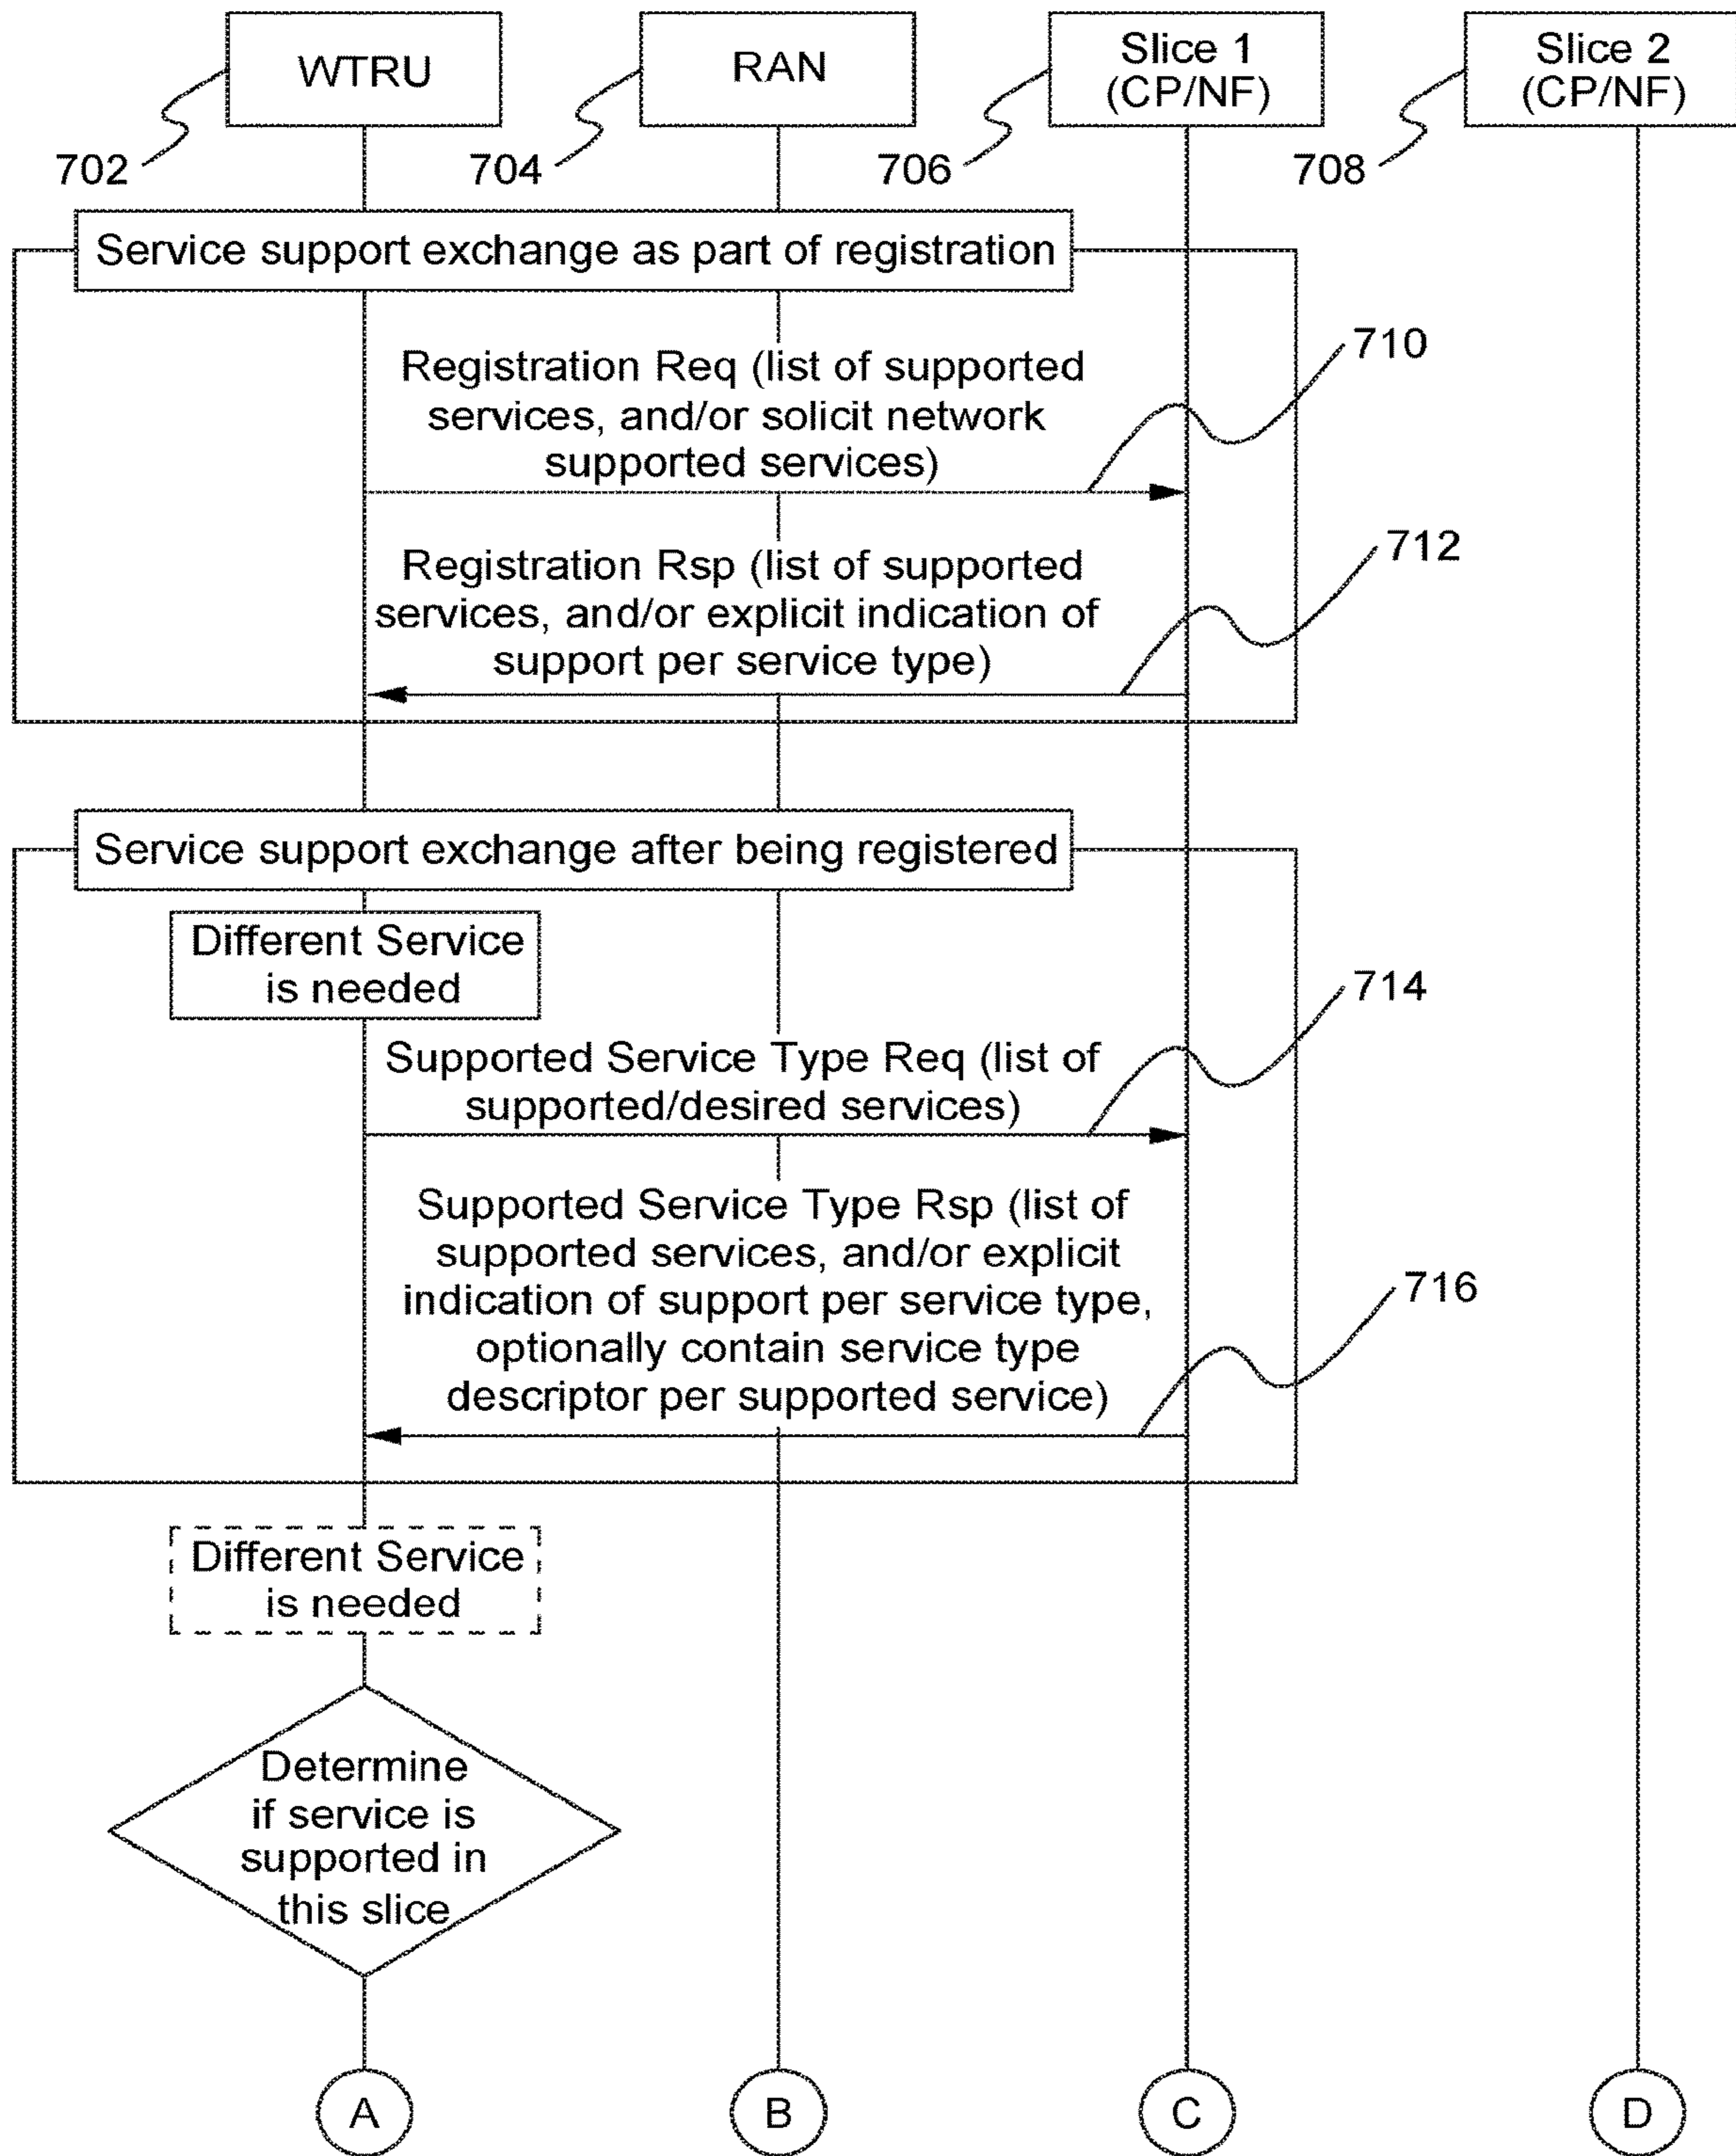 WTRU
RAN
Slice 1
(CP/NF)
Slice 2
(CP/NF)
702
704
706
708
Service support exchange as part of registration
710
Registration Req (list of supported
services, and/or solicit network
supported services)
712
Registration Rsp (list of supported
services, and/or explicit indication of
support per service type)
Service support exchange after being registered
Different Service
is needed
714
Supported Service Type Req (list of
supported/desired services)
Supported Service Type Rsp (list of
supported services, and/or explicit
716
indication of support per service type,
optionally contain service type
descriptor per supported service)
Different Service
is needed
Determine
if service is
supported in
this slice
A
B
C
D